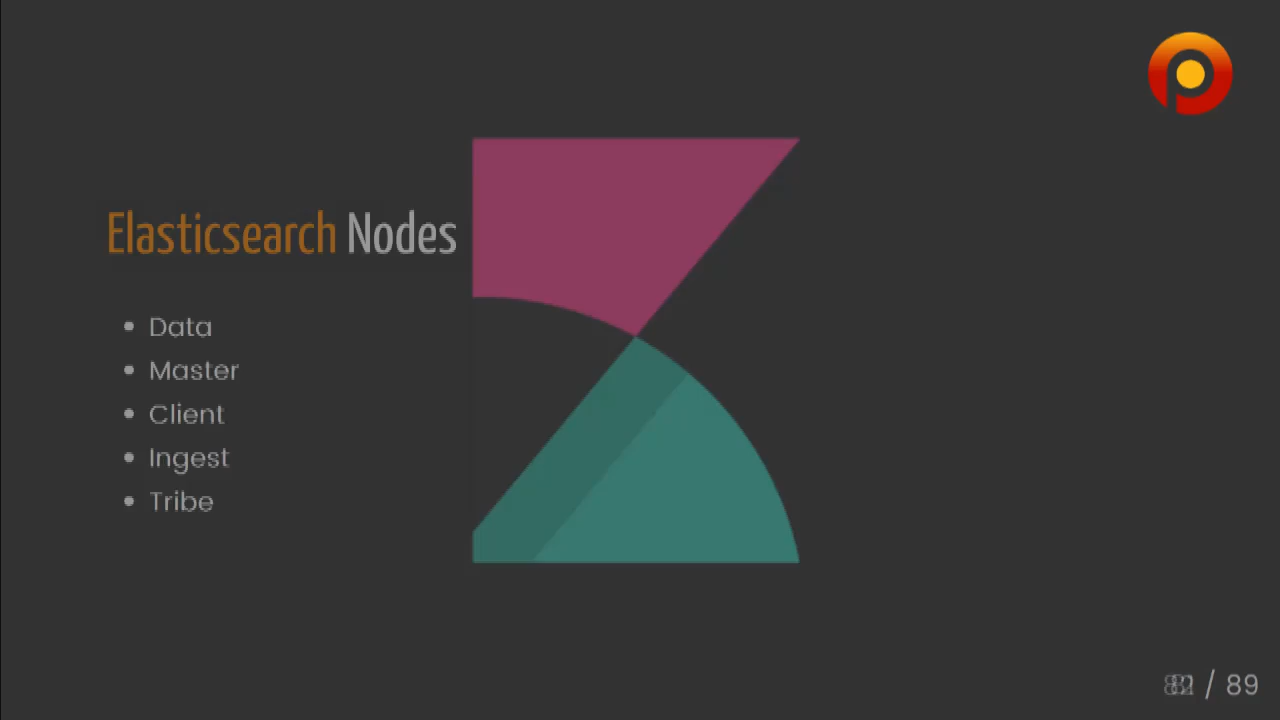 Elasticsearch Nodes
Data
Master
Client
Ingest
Tribe
/ 89